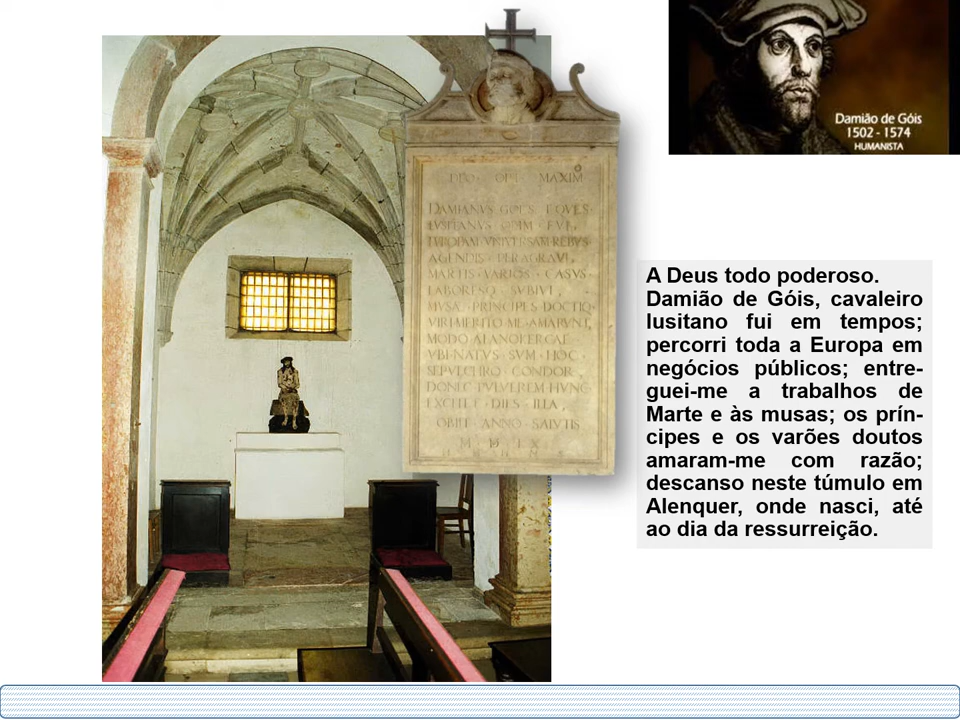 Damião de Góis
1502 - 1574
HUMANISTA
DEO · OPT · MAXIMO
DAMIANVS GOES EQVES
LVSITANVS OLIM FVI,
EVROPAM VNIVERSAM REBVS
AGENDIS · PERAGRAVI,
MARTIS · VARIOS · CASVS
LABORESQ · SVBIVI,
MVSÆ · PRINCIPES DOCTIQ
VIRI MERITO ME AMARVNT,
MODO ALANOKERCAE
VBI NATVS SVM HOC
SEPVLCHRO CONDOR
DONEC PVLVEREM HVNC
EXCITET DIES ILLA,
OBIIT ANNO SALVTIS
A Deus todo poderoso.
Damião de Góis, cavaleiro
lusitano fui em tempos;
percorri toda a Europa em
negócios públicos; entre-
guei-me a trabalhos de
Marte e às musas; os prín-
cipes e os varões doutos
amaram-me com razão;
descanso neste túmulo em
Alenquer, onde nasci, até
ao dia da ressurreição.